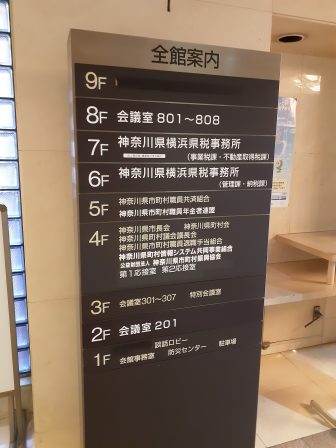 全館案内
9F
8F 会議室 801～808
7F 神奈川県横浜県税事務所
（事業税課・不動産取得税課）
6F 神奈川県横浜県税事務所
（管理課・納税課）
5F 神奈川県市町村職員共済組合
神奈川県市町村職員年金者連盟
4F 神奈川県市長会 神奈川県町村会
神奈川県町村議会議長会
神奈川県市町村職員退職手当組合
神奈川県町村情報システム共同事業組合
公益財団法人 神奈川県市町村振興協会
第1応接室 第2応接室
3F 会議室301～307 特別会議室
2F 会議室 201
談話ロビー 駐車場
1F 会館事務室 防災センター